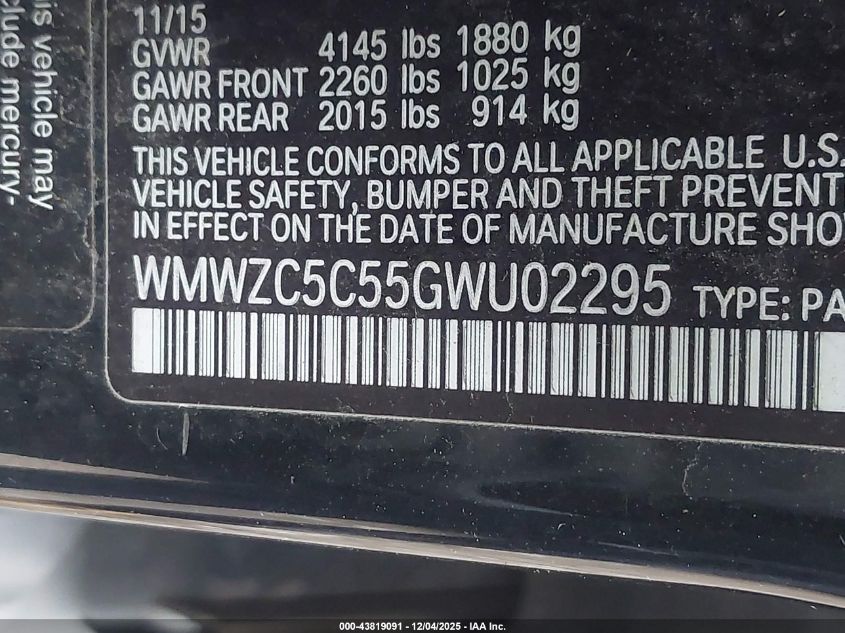 11/15
GVWR 4145 lbs 1880 kg
GAWR FRONT 2260 lbs 1025 kg
GAWR REAR 2015 lbs 914 kg
THIS VEHICLE CONFORMS TO ALL APPLICABLE U.S.
VEHICLE SAFETY, BUMPER AND THEFT PREVENT
IN EFFECT ON THE DATE OF MANUFACTURE SHO
WMWZC5C55GWU02295 TYPE: PA
his vehicle may
clude mercury-
000-43819091 - 12/04/2025 - IAA Inc.